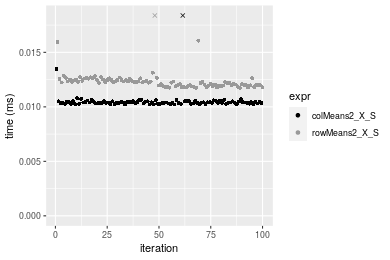 0.015
0.010
0.005
0.000
time (ms)
0
25
50
75
100
iteration
expr
colMeans2_X_S
rowMeans2_X_S